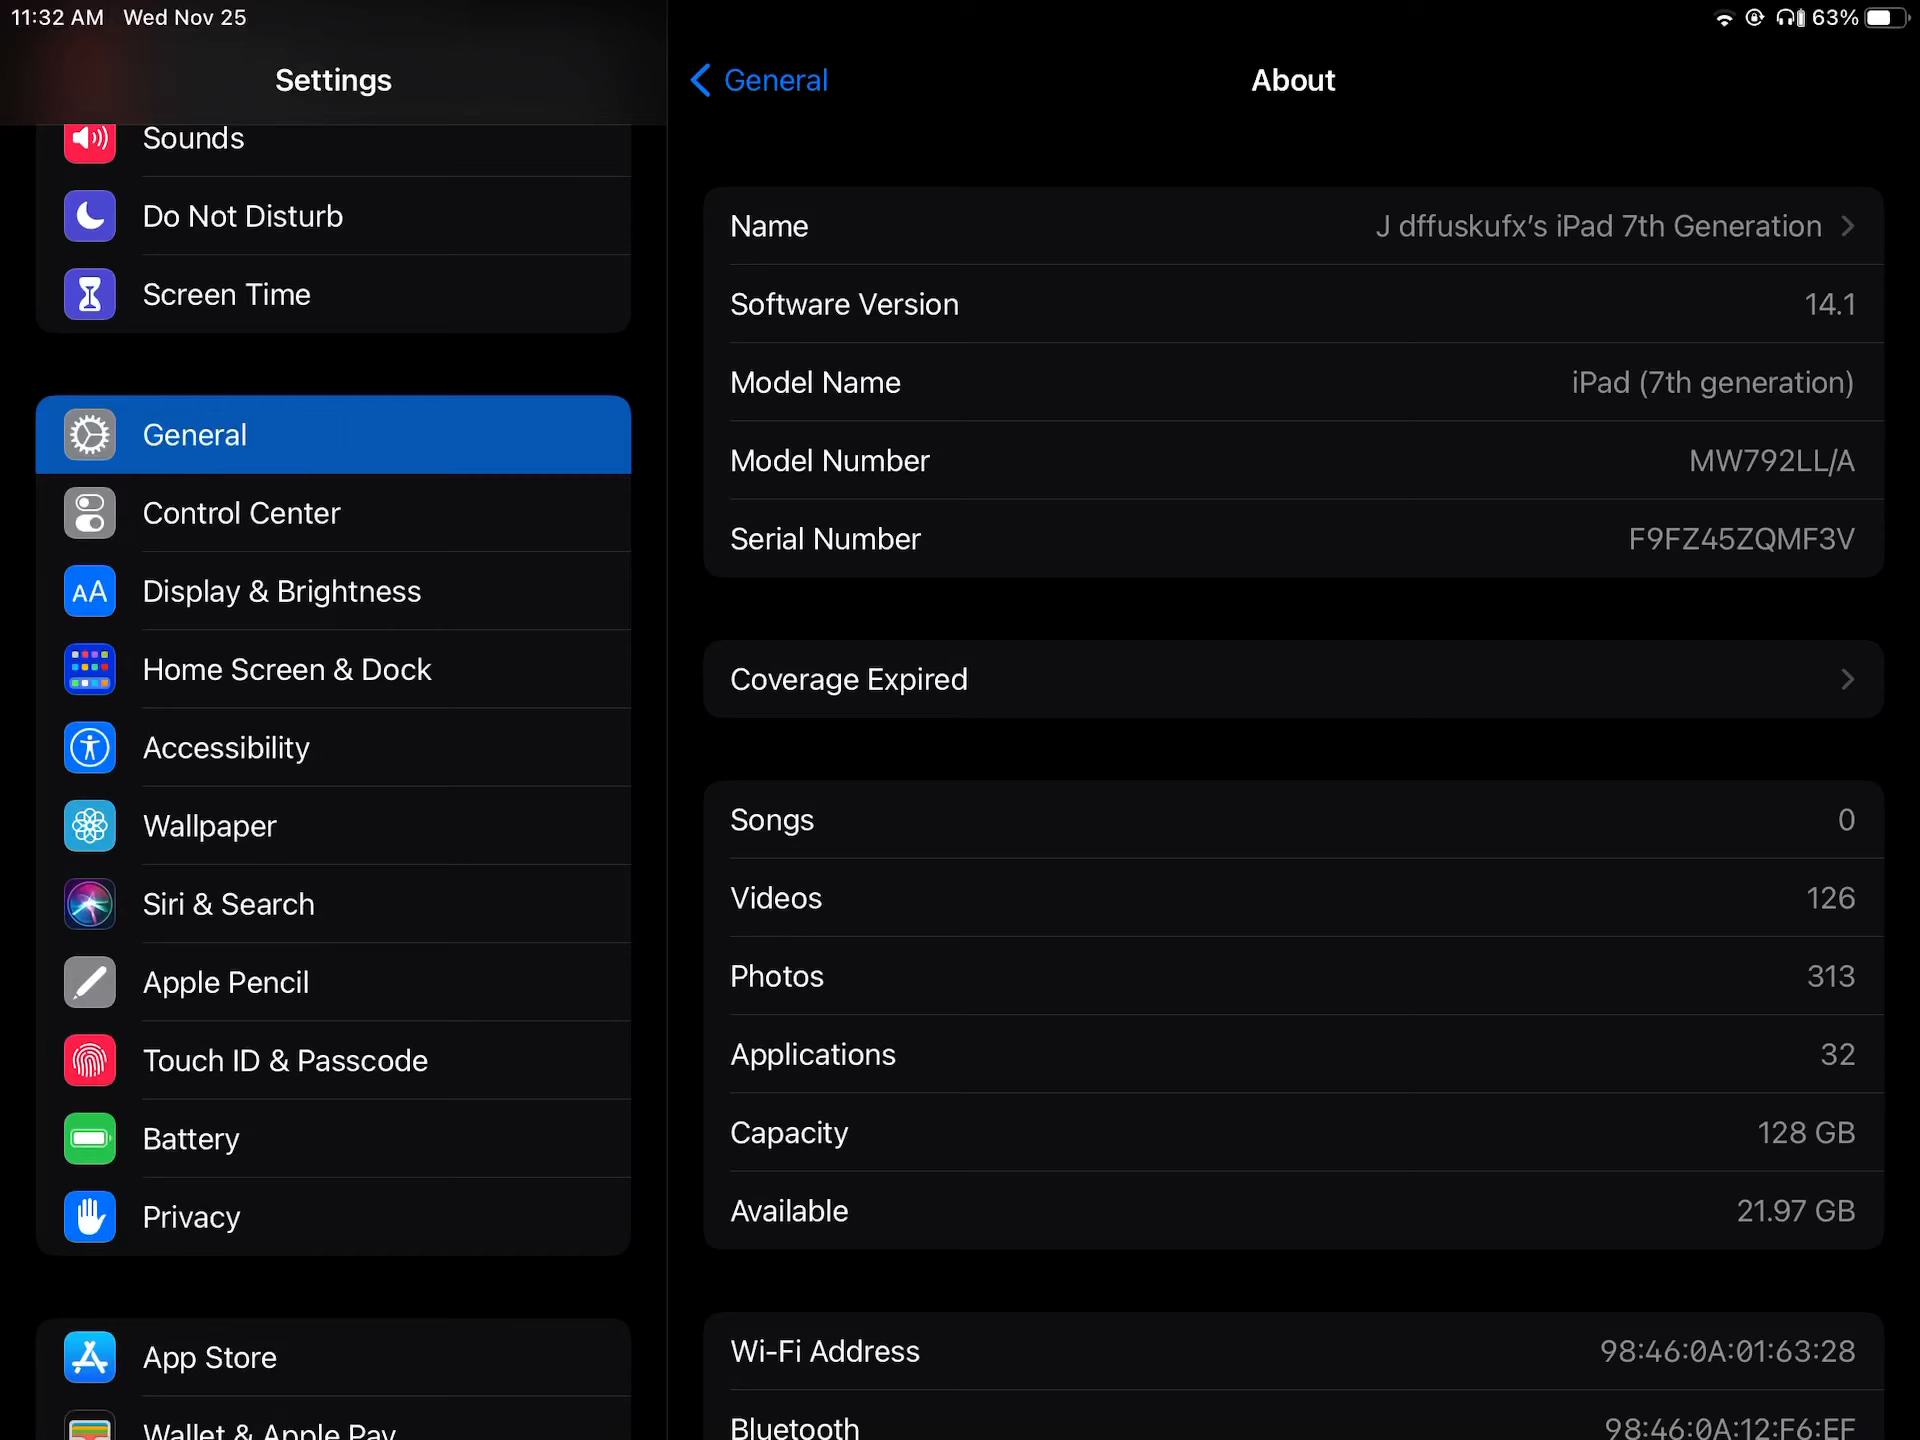 11:32 AM Wed Nov 25
63%
Settings
Sounds
Do Not Disturb
Screen Time
General
Control Center
AA Display & Brightness
Home Screen & Dock
Accessibility
Wallpaper
Siri & Search
Apple Pencil
Touch ID & Passcode
Battery
Privacy
App Store
Wallet & Apple Pay
General
About
Name J dffuskufx’s iPad 7th Generation
Software Version 14.1
Model Name iPad (7th generation)
Model Number MW792LL/A
Serial Number F9FZ45ZQMF3V
Coverage Expired
Songs 0
Videos 126
Photos 313
Applications 32
Capacity 128 GB
Available 21.97 GB
Wi-Fi Address 98:46:0A:01:63:28
Bluetooth 98:46:0A:12:F6:EF